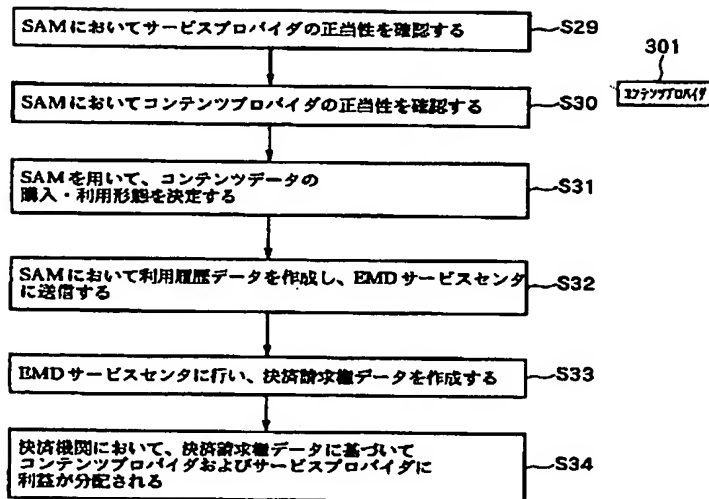 SAMにおいてサービスプロバイダの正当性を確認する
S29
301
コンテンツプロバイダ
SAMにおいてコンテンツプロバイダの正当性を確認する
S30
SAMを用いて、コンテンツデータの
購入・利用形態を決定する
S31
SAMにおいて利用履歴データを作成し、EMDサービスセンタ
に送信する
S32
EMDサービスセンタに行い、決済請求権データを作成する
S33
決済機関において、決済請求権データに基づいて
コンテンツプロバイダおよびサービスプロバイダに
利益が分配される
S34